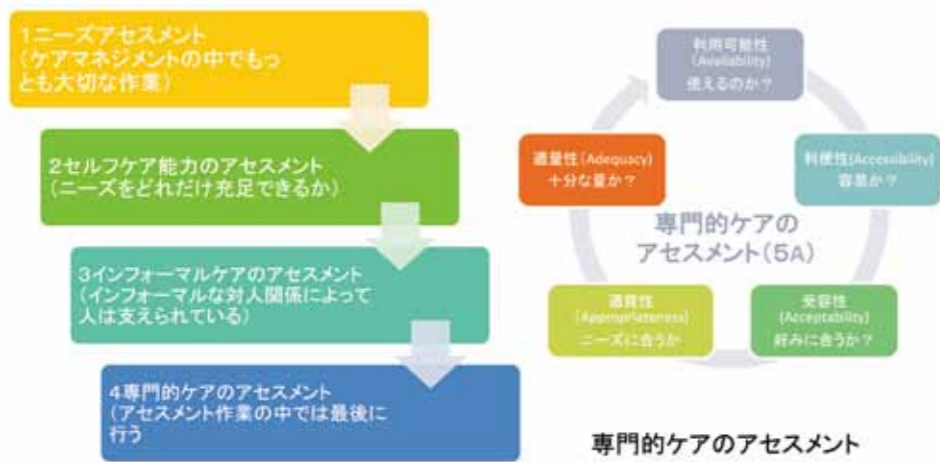 1ニーズアセスメント
(ケアマネジメントの中でもっ
とも大切な作業)
2セルフケア能力のアセスメント
(ニーズをどれだけ充足できるか)
3インフォーマルケアのアセスメント
(インフォーマルな対人関係によって
人は支えられている)
4専門的ケアのアセスメント
(アセスメント作業の中では最後に
行う
利用可能性
(Availability)
使えるのか?
利便性(Accessibility)
容易か?
受容性
(Acceptability)
好みに合うか?
適質性
(Appropriateness)
ニーズに合うか
適量性(Adequacy)
十分な量か?
専門的ケアの
アセスメント(5A)
専門的ケアのアセスメント